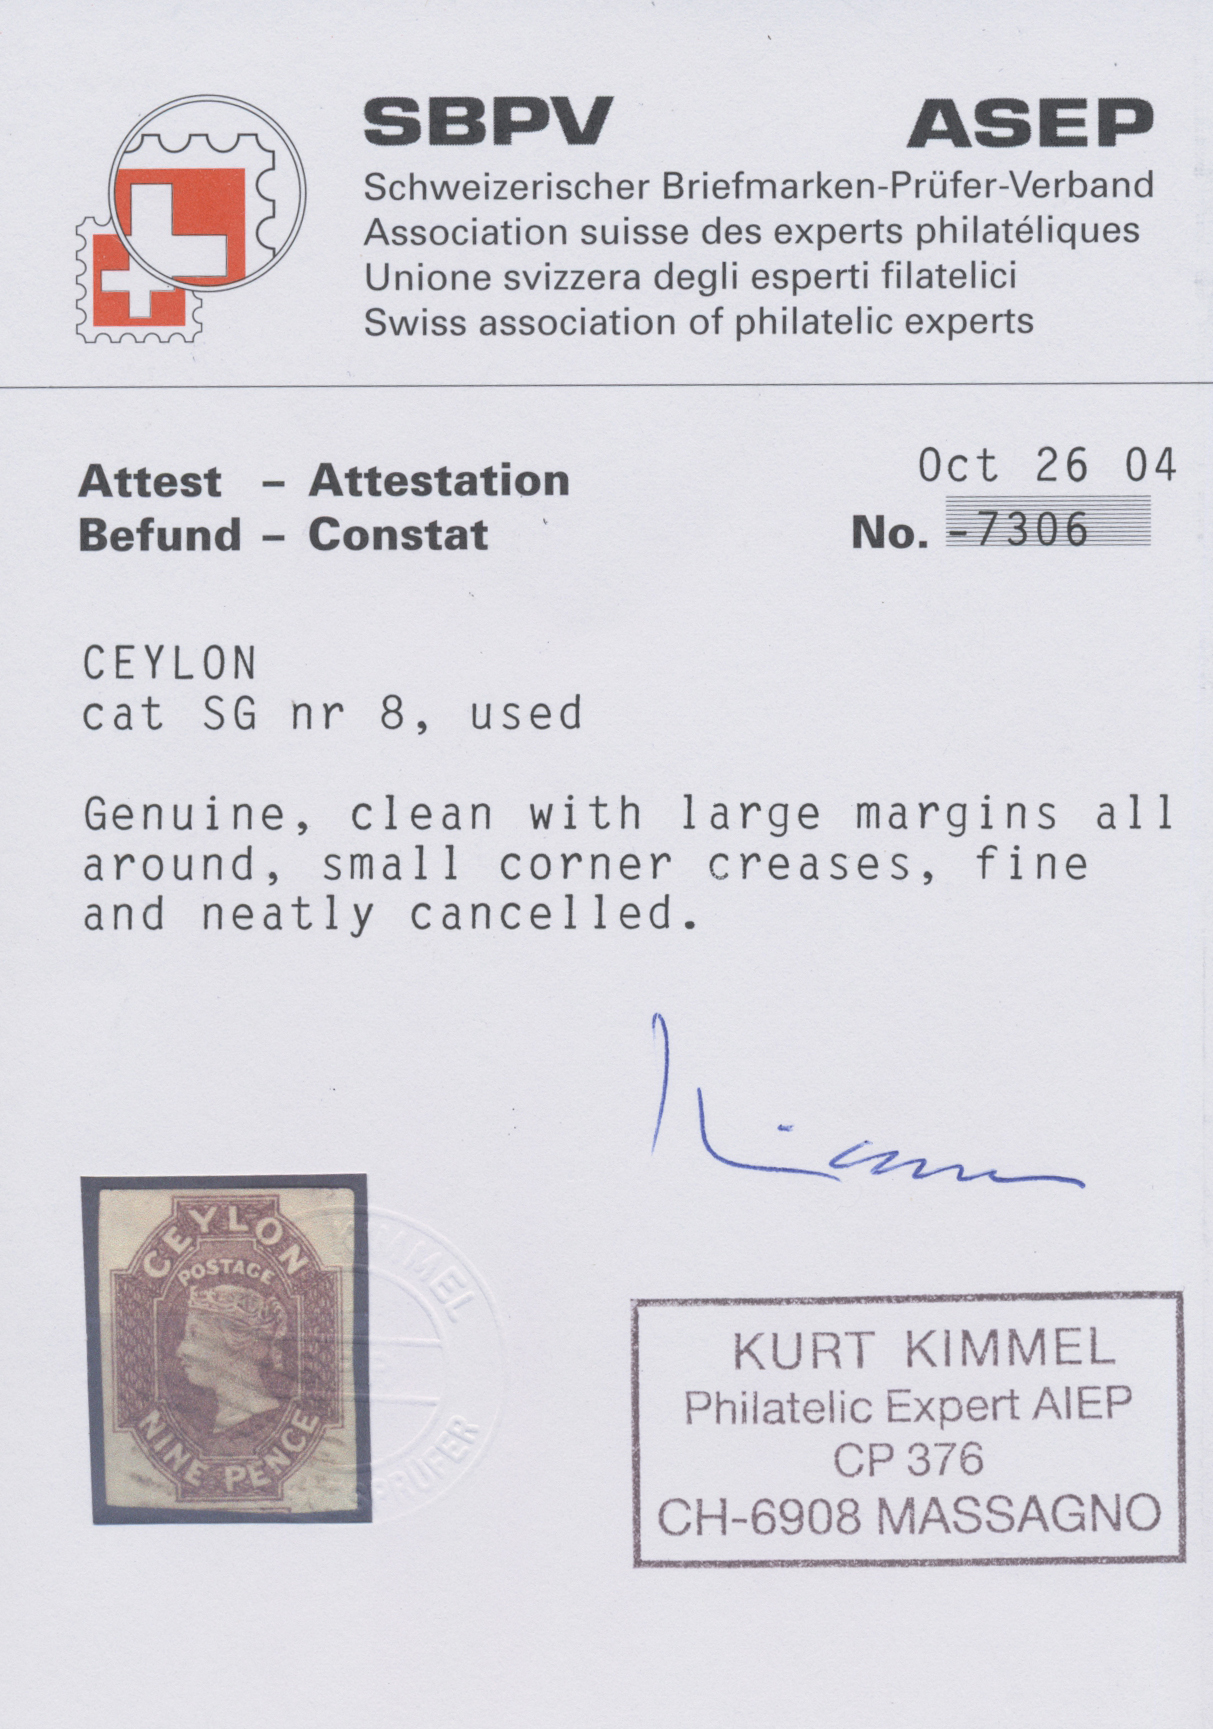 SBPV ASEP
Schweizerischer Briefmarken-Prüfer-Verband
Association suisse des experts philatéliques
Unione svizzera degli esperti filatelici
Swiss association of philatelic experts
Oct 26 04
Attest – Attestation
Befund – Constat
No. -7306
CEYLON
cat SG nr 8, used
Genuine, clean with large margins all
around, small corner creases, fine
and neatly cancelled.
CEYLON
POSTAGE
NINE PENCE
KIMMEL
PRÜFER
KURT KIMMEL
Philatelic Expert AIEP
CP 376
CH-6908 MASSAGNO